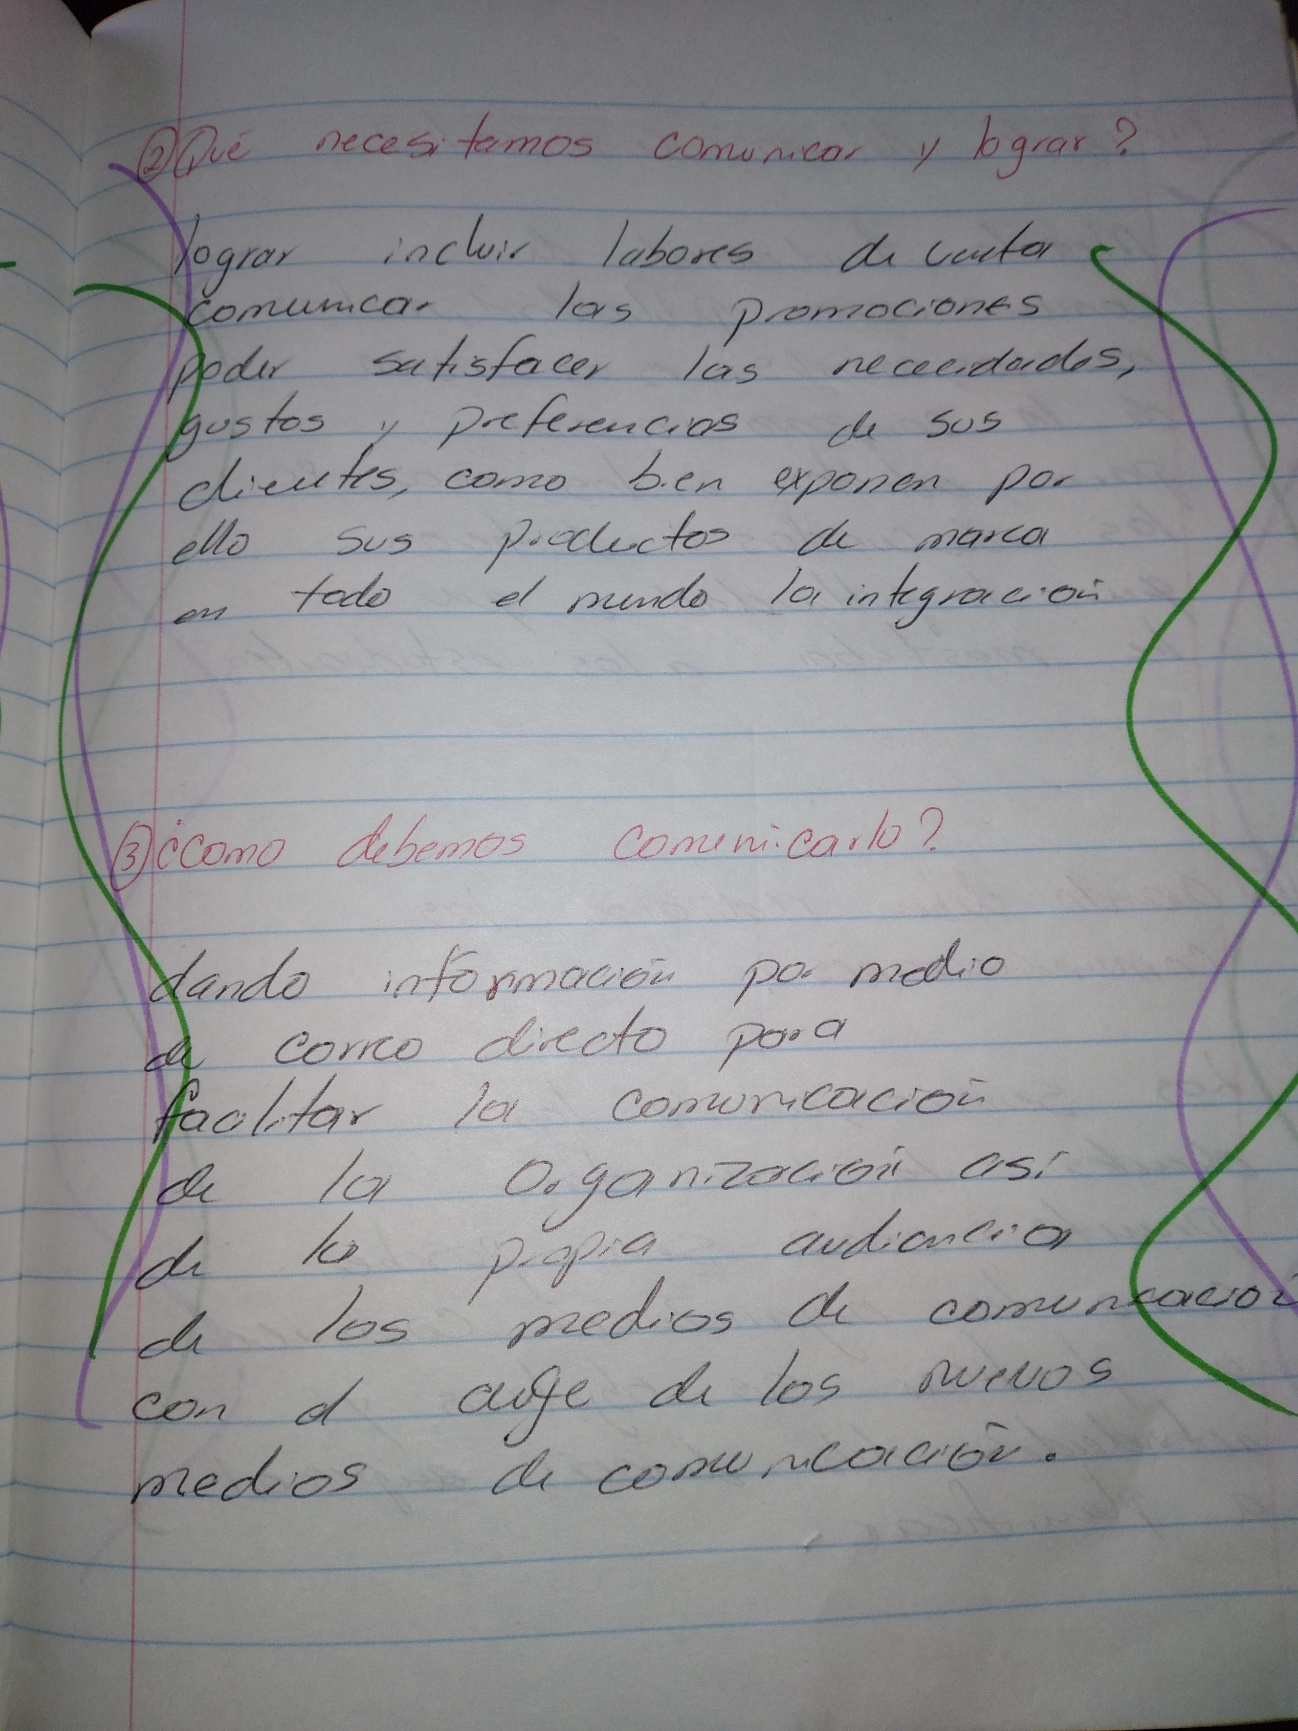 ② Qué necesitamos comunicar y lograr?
lograr incluir labores de venta
comunicar las promociones
poder satisfacer las necesidades,
gustos y preferencias de sus
clientes, como bien exponen por
ello sus productos de marca
en todo el mundo la integración
③ ¿Como debemos comunicarlo?
dando información por medio
de correo directo para
facilitar la comunicación
de la Organización así
de la propia audiencia
de los medios de comunicación
con el auge de los nuevos
medios de comunicación.